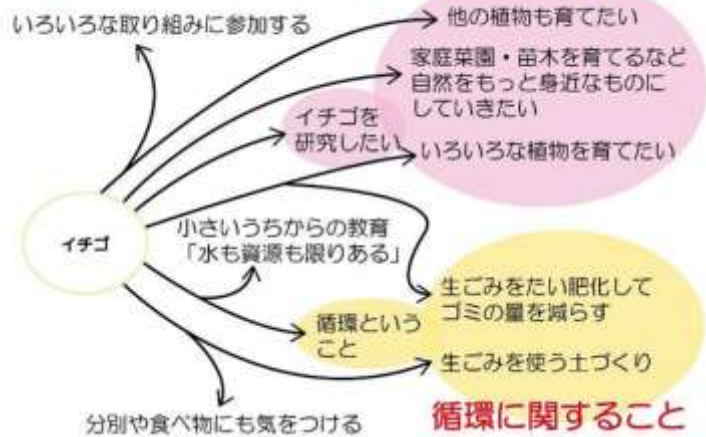 いろいろな取り組みに参加する
他の植物も育てたい
家庭菜園・苗木を育てるなど
自然をもっと身近なものに
していきたい
イチゴを
研究したい
いろいろな植物を育てたい
イチゴ
小さいうちからの教育
「水も資源も限りある」
生ごみをたい肥化して
ゴミの量を減らす
循環という
こと
生ごみを使う土づくり
分別や食べ物にも気をつける
循環に関すること